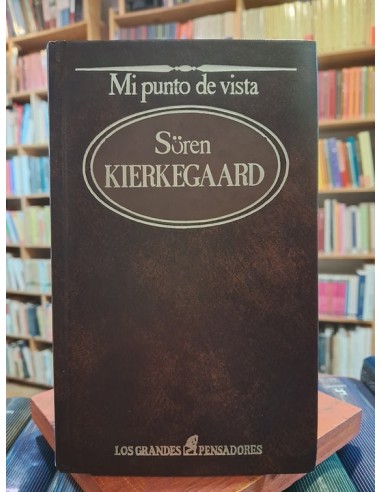 Mi punto de vista
Sören
KIERKEGAARD
LOS GRANDES PENSADORES